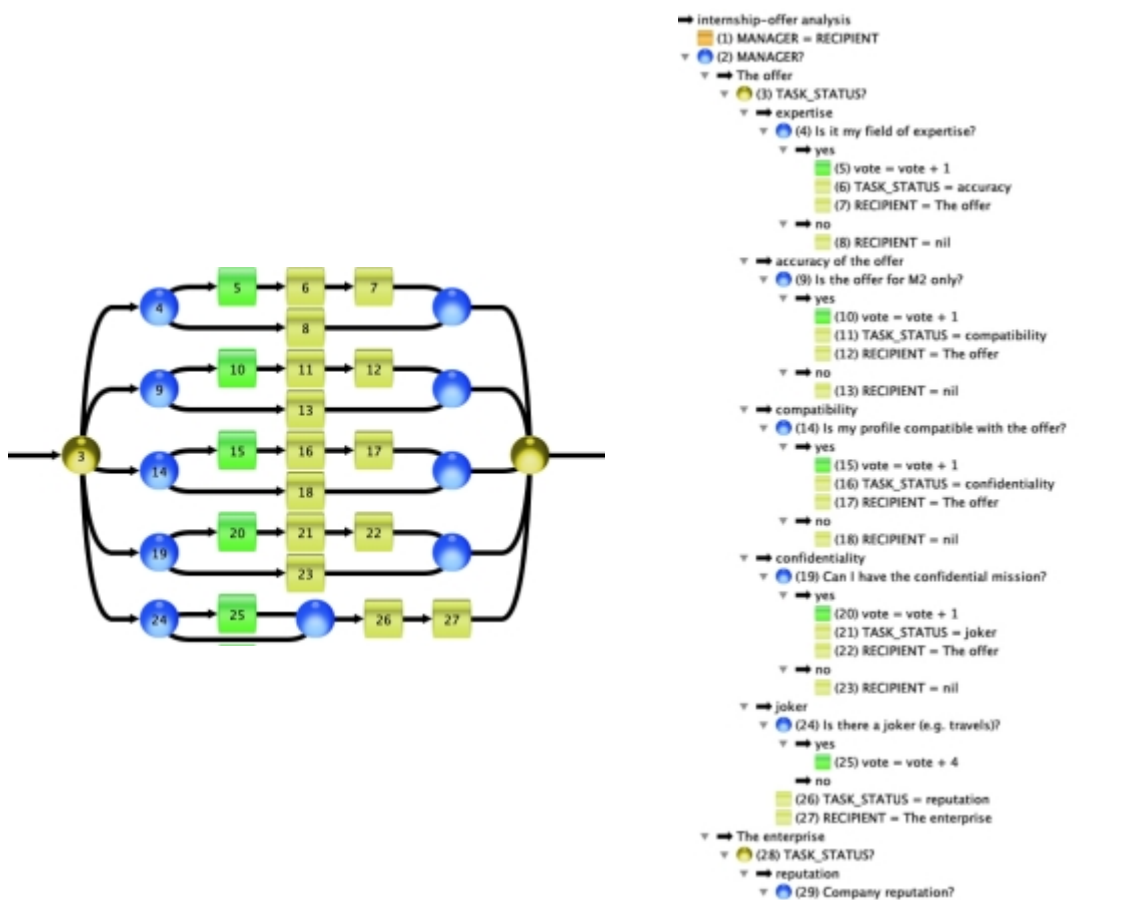 3
4
5
6
7
8
9
10
11
12
13
14
15
16
17
18
19
20
21
22
23
24
25
26
27
internship-offer analysis
(1) MANAGER = RECIPIENT
(2) MANAGER?
The offer
(3) TASK_STATUS?
expertise
(4) Is it my field of expertise?
yes
(5) vote = vote + 1
(6) TASK_STATUS = accuracy
(7) RECIPIENT = The offer
no
(8) RECIPIENT = nil
accuracy of the offer
(9) Is the offer for M2 only?
yes
(10) vote = vote + 1
(11) TASK_STATUS = compatibility
(12) RECIPIENT = The offer
no
(13) RECIPIENT = nil
compatibility
(14) Is my profile compatible with the offer?
yes
(15) vote = vote + 1
(16) TASK_STATUS = confidentiality
(17) RECIPIENT = The offer
no
(18) RECIPIENT = nil
confidentiality
(19) Can I have the confidential mission?
yes
(20) vote = vote + 1
(21) TASK_STATUS = joker
(22) RECIPIENT = The offer
no
(23) RECIPIENT = nil
joker
(24) Is there a joker (e.g. travels)?
yes
(25) vote = vote + 4
no
(26) TASK_STATUS = reputation
(27) RECIPIENT = The enterprise
The enterprise
(28) TASK_STATUS?
reputation
(29) Company reputation?